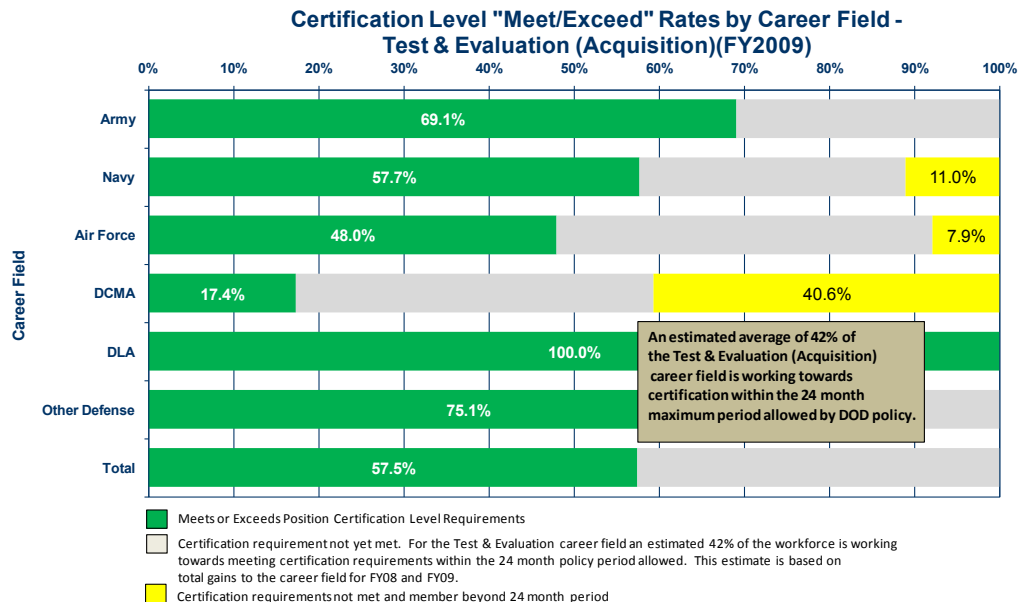 Certification Level "Meet/Exceed" Rates by Career Field -
Test & Evaluation (Acquisition)(FY2009)
0% 10% 20% 30% 40% 50% 60% 70% 80% 90% 100%
Career Field
Army 69.1%
Navy 57.7% 11.0%
Air Force 48.0% 7.9%
DCMA 17.4% 40.6%
DLA 100.0%
Other Defense 75.1%
Total 57.5%
An estimated average of 42% of
the Test & Evaluation (Acquisition)
career field is working towards
certification within the 24 month
maximum period allowed by DOD policy.
Meets or Exceeds Position Certification Level Requirements
Certification requirement not yet met. For the Test & Evaluation career field an estimated 42% of the workforce is working
towards meeting certification requirements within the 24 month policy period allowed. This estimate is based on
total gains to the career field for FY08 and FY09.
Certification requirements not met and member beyond 24 month period